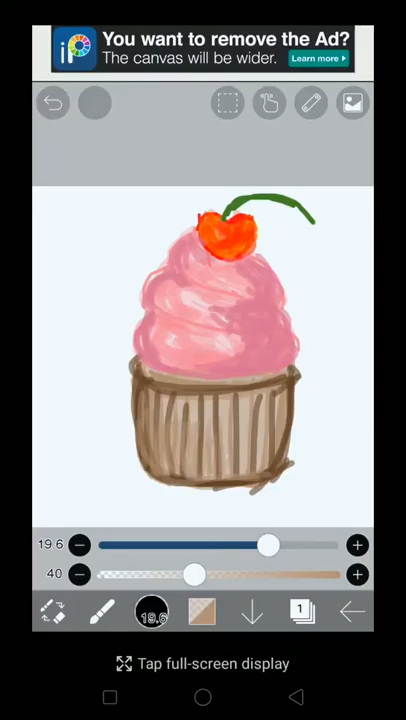 iP
You want to remove the Ad?
The canvas will be wider.
Learn more
19.6
40
19.6
1
Tap full-screen display